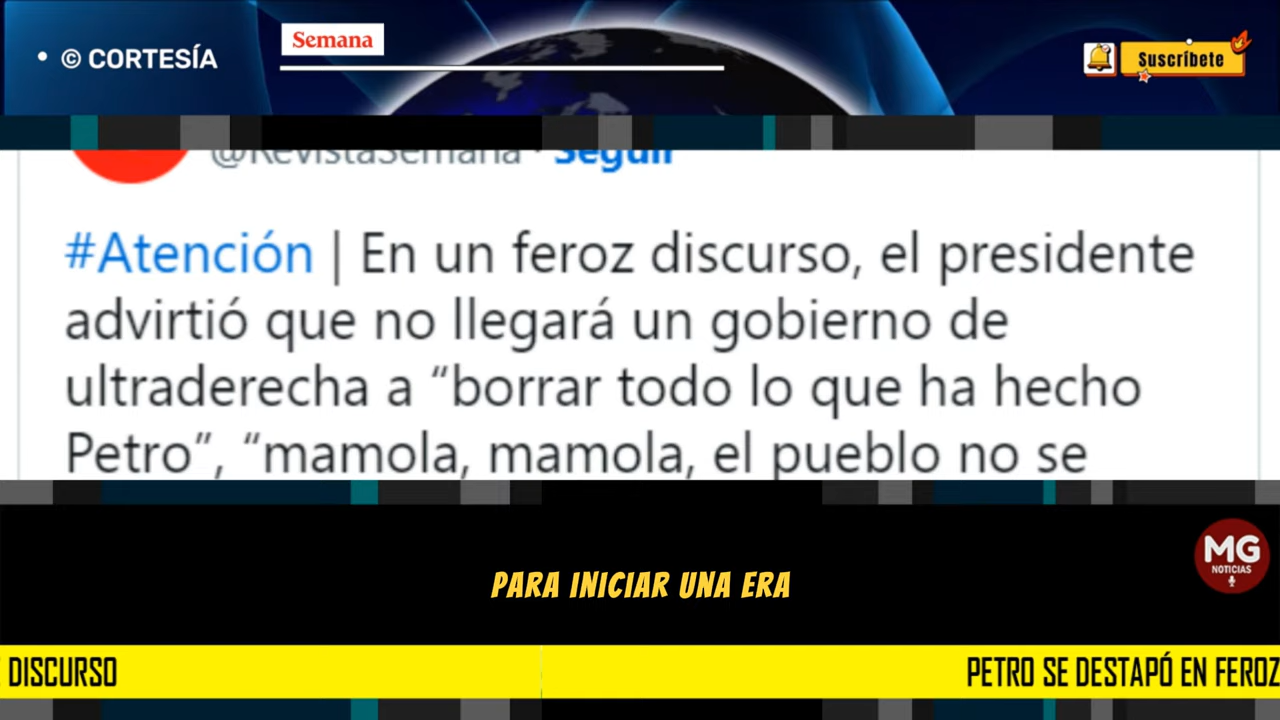 © CORTESÍA
Semana
Suscríbete
@RevistaSemana · Seguir
#Atención | En un feroz discurso, el presidente
advirtió que no llegará un gobierno de
ultraderecha a “borrar todo lo que ha hecho
Petro”, “mamola, mamola, el pueblo no se
MG
NOTICIAS
PARA INICIAR UNA ERA
DISCURSO
PETRO SE DESTAPÓ EN FEROZ